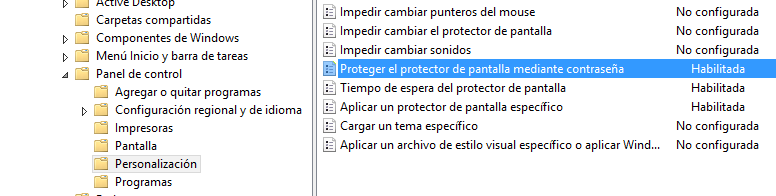 Active Desktop
Carpetas compartidas
Componentes de Windows
Menú Inicio y barra de tareas
Panel de control
Agregar o quitar programas
Configuración regional y de idioma
Impresoras
Pantalla
Personalización
Programas
Impedir cambiar punteros del mouse No configurada
Impedir cambiar el protector de pantalla No configurada
Impedir cambiar sonidos No configurada
Proteger el protector de pantalla mediante contraseña Habilitada
Tiempo de espera del protector de pantalla Habilitada
Aplicar un protector de pantalla específico Habilitada
Cargar un tema específico No configurada
Aplicar un archivo de estilo visual específico o aplicar Wind... No configurada